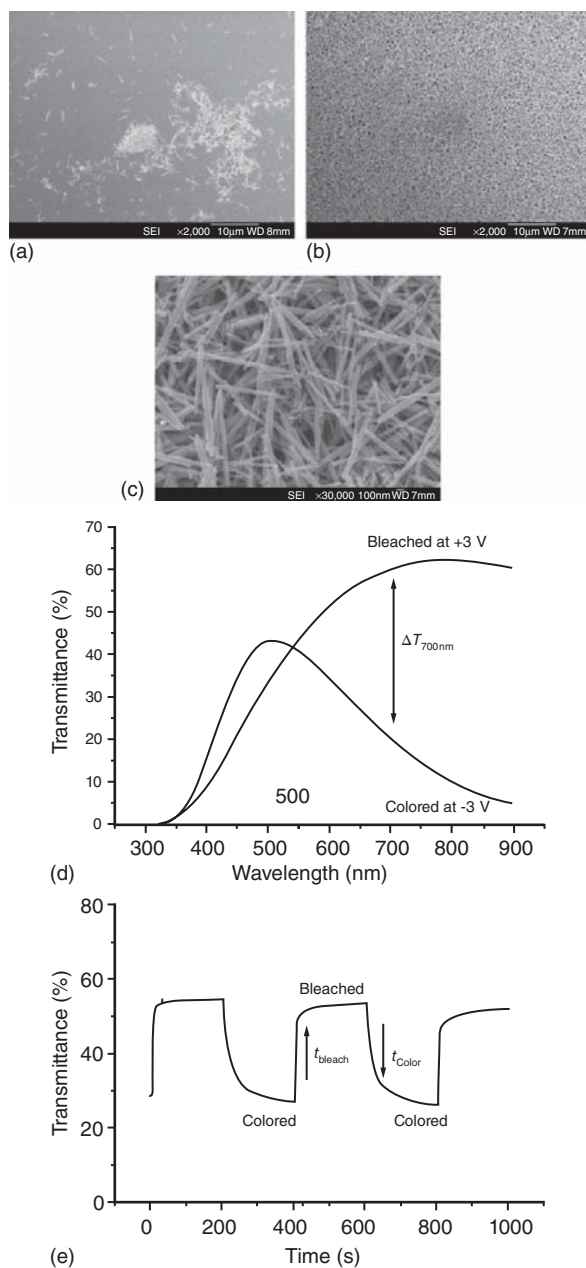 SEI ×2,000 10μm WD 8mm
(a)
SEI ×2,000 10μm WD 7mm
(b)
SEI ×30,000 100nm WD 7mm
(c)
70
60
50
40
30
20
10
0
Transmittance (%)
Bleached at +3 V
ΔT700nm
500
Colored at -3 V
300 400 500 600 700 800 900
Wavelength (nm)
(d)
80
60
40
20
0
Transmittance (%)
Bleached
tbleach
tColor
Colored
Colored
0 200 400 600 800 1000
Time (s)
(e)